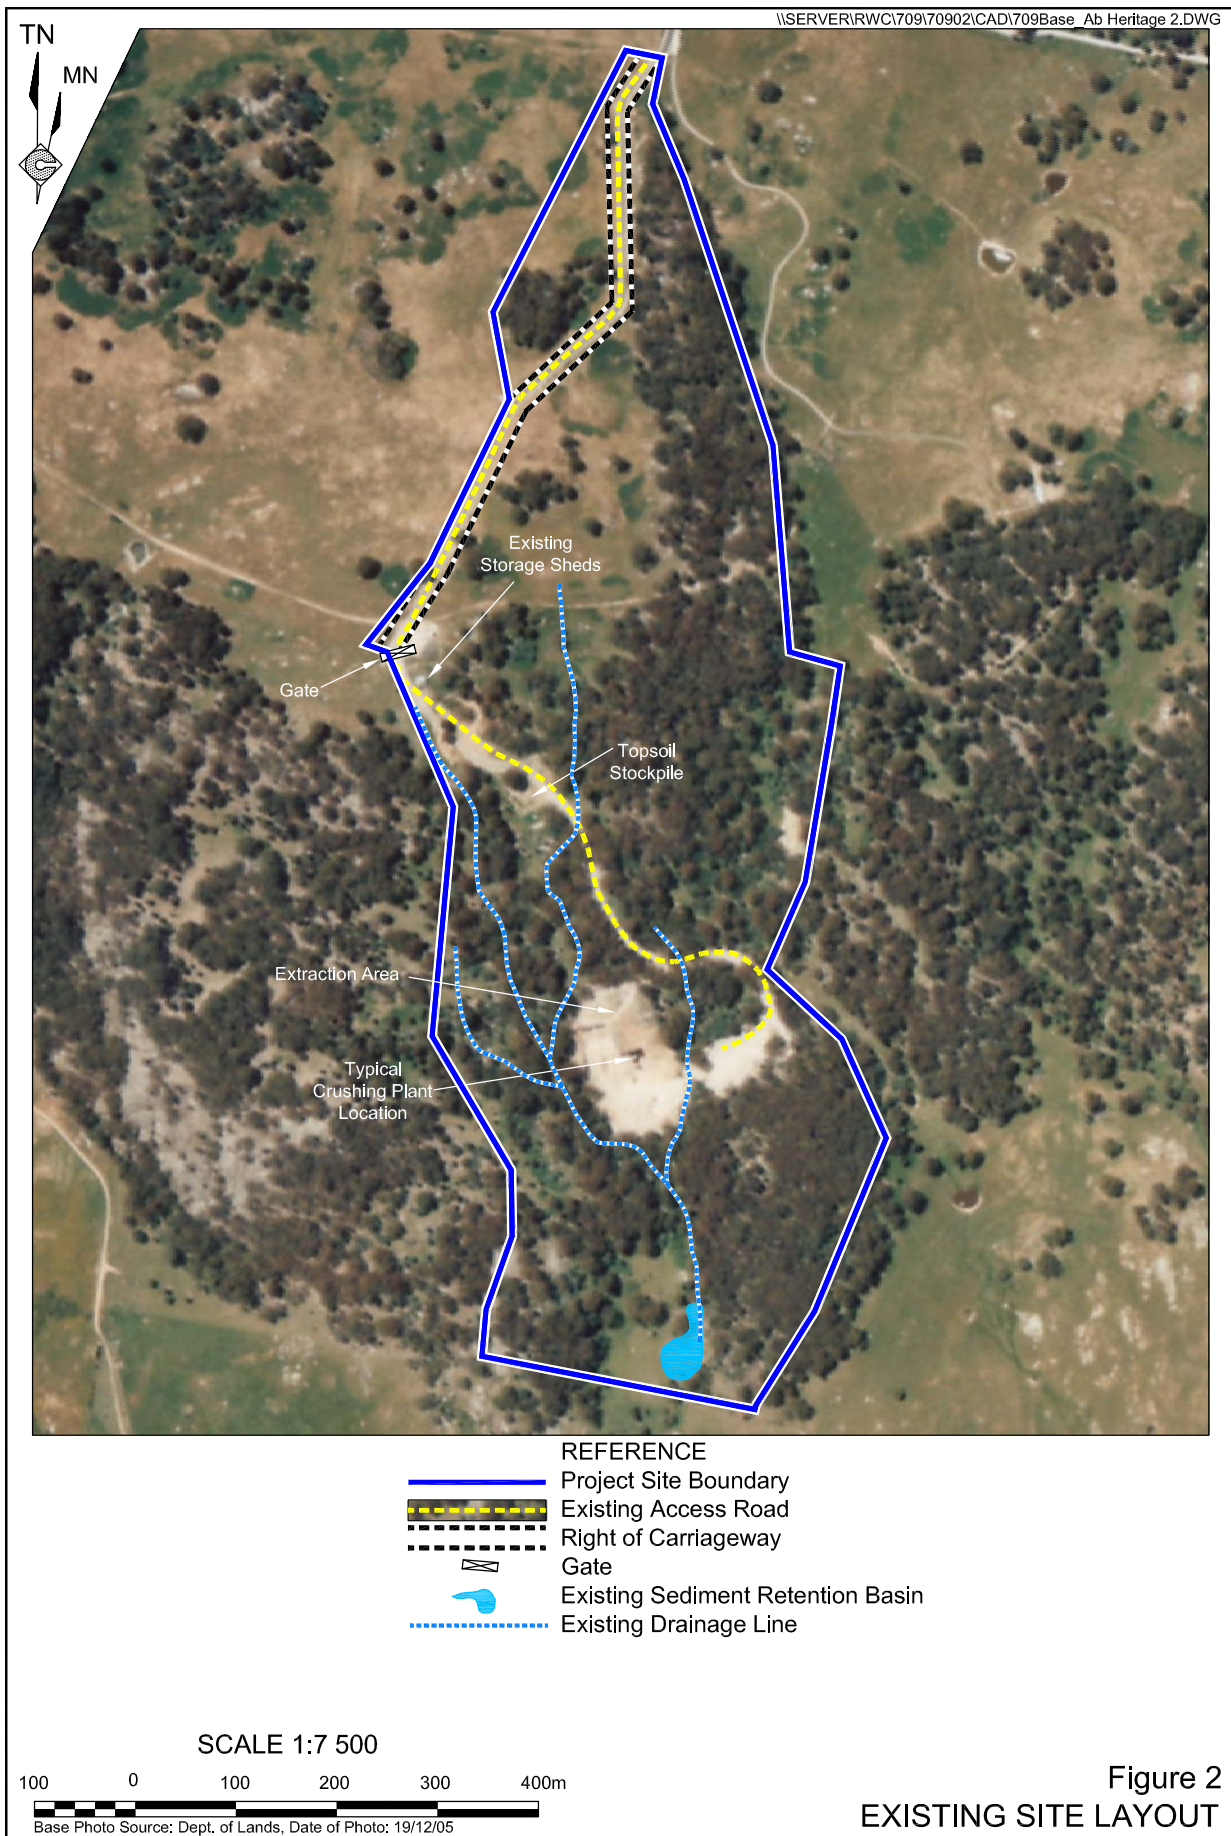 \\SERVER\RWC\709\70902\CAD\709Base_Ab Heritage 2.DWG
TN
MN
Existing
Storage Sheds
Gate
Topsoil
Stockpile
Extraction Area
Typical
Crushing Plant
Location
REFERENCE
Project Site Boundary
Existing Access Road
Right of Carriageway
Gate
Existing Sediment Retention Basin
Existing Drainage Line
SCALE 1:7 500
100 0 100 200 300 400m
Base Photo Source: Dept. of Lands, Date of Photo: 19/12/05
Figure 2
EXISTING SITE LAYOUT